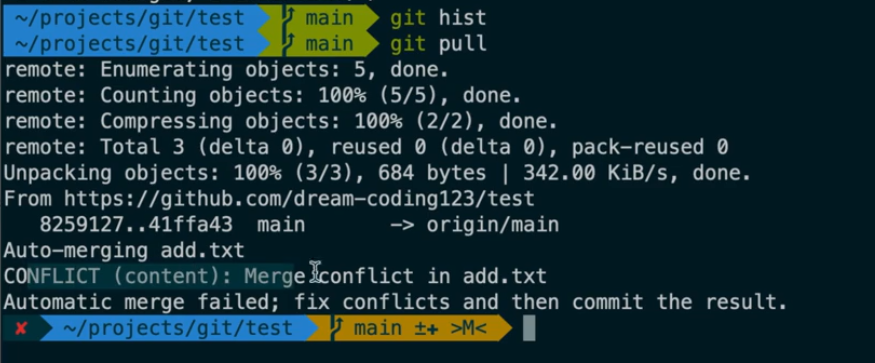 ~/projects/git/test main git hist
~/projects/git/test main git pull
remote: Enumerating objects: 5, done.
remote: Counting objects: 100% (5/5), done.
remote: Compressing objects: 100% (2/2), done.
remote: Total 3 (delta 0), reused 0 (delta 0), pack-reused 0
Unpacking objects: 100% (3/3), 684 bytes | 342.00 KiB/s, done.
From https://github.com/dream-coding123/test
8259127..41ffa43 main -> origin/main
Auto-merging add.txt
CONFLICT (content): Merge conflict in add.txt
Automatic merge failed; fix conflicts and then commit the result.
✘ ~/projects/git/test main ±+ >M<